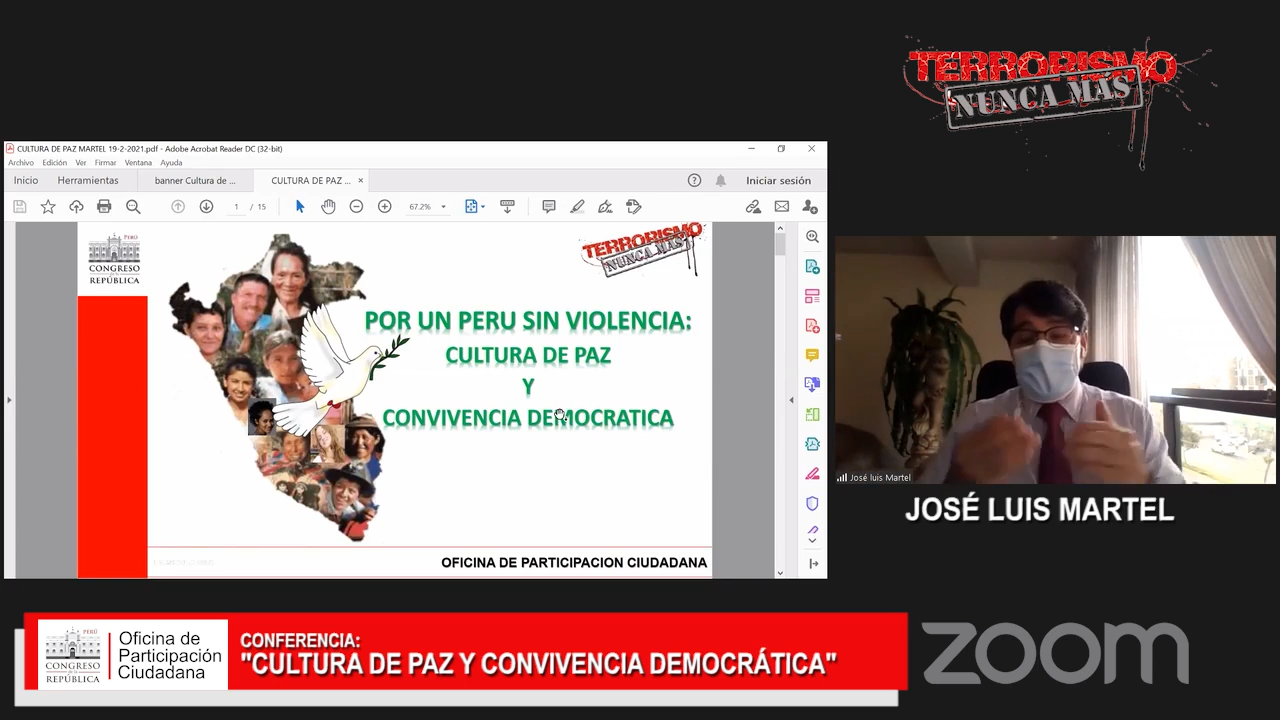 TERRORISMO
NUNCA MÁS
CULTURA DE PAZ MARTEL 19-2-2021.pdf - Adobe Acrobat Reader DC (32-bit)
Archivo Edición Ver Firmar Ventana Ayuda
Inicio Herramientas banner Cultura de ... CULTURA DE PAZ ... × Iniciar sesión
1 / 15 67.2%
PERÚ
CONGRESO
de la
REPÚBLICA
TERRORISMO
NUNCA MÁS
POR UN PERU SIN VIOLENCIA:
CULTURA DE PAZ
Y
CONVIVENCIA DEMOCRATICA
OFICINA DE PARTICIPACION CIUDADANA
José luis Martel
JOSÉ LUIS MARTEL
PERÚ
CONGRESO
de la
REPÚBLICA
Oficina de
Participación
Ciudadana
CONFERENCIA:
"CULTURA DE PAZ Y CONVIVENCIA DEMOCRÁTICA"
zoom